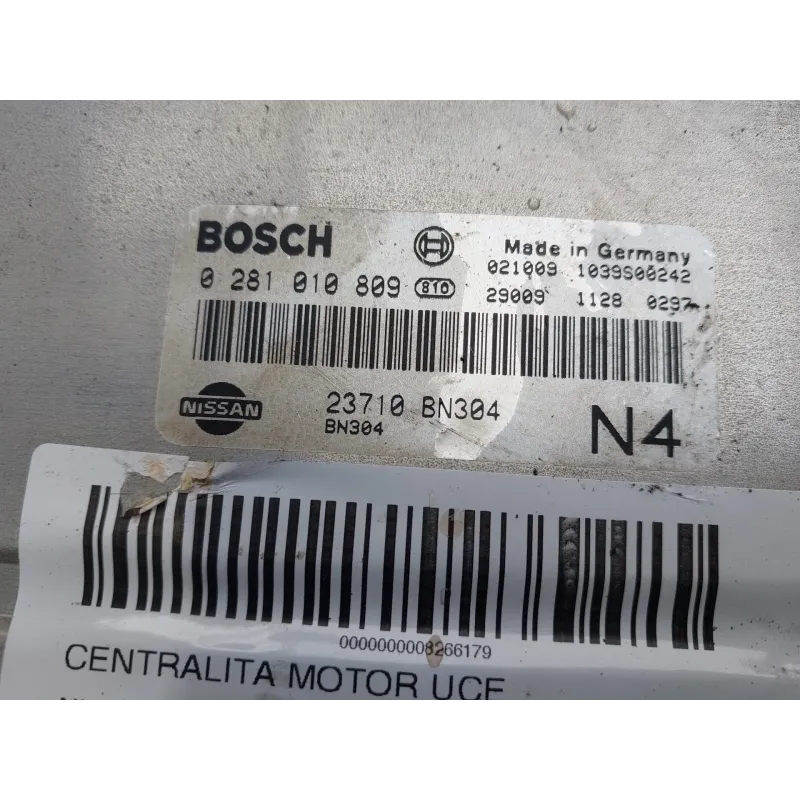 BOSCH Made in Germany
021009 1039S00242
0 281 010 809 810 29009 1128 0297
NISSAN 23710 BN304
BN304
N4
0000000008266179
CENTRALITA MOTOR UCE